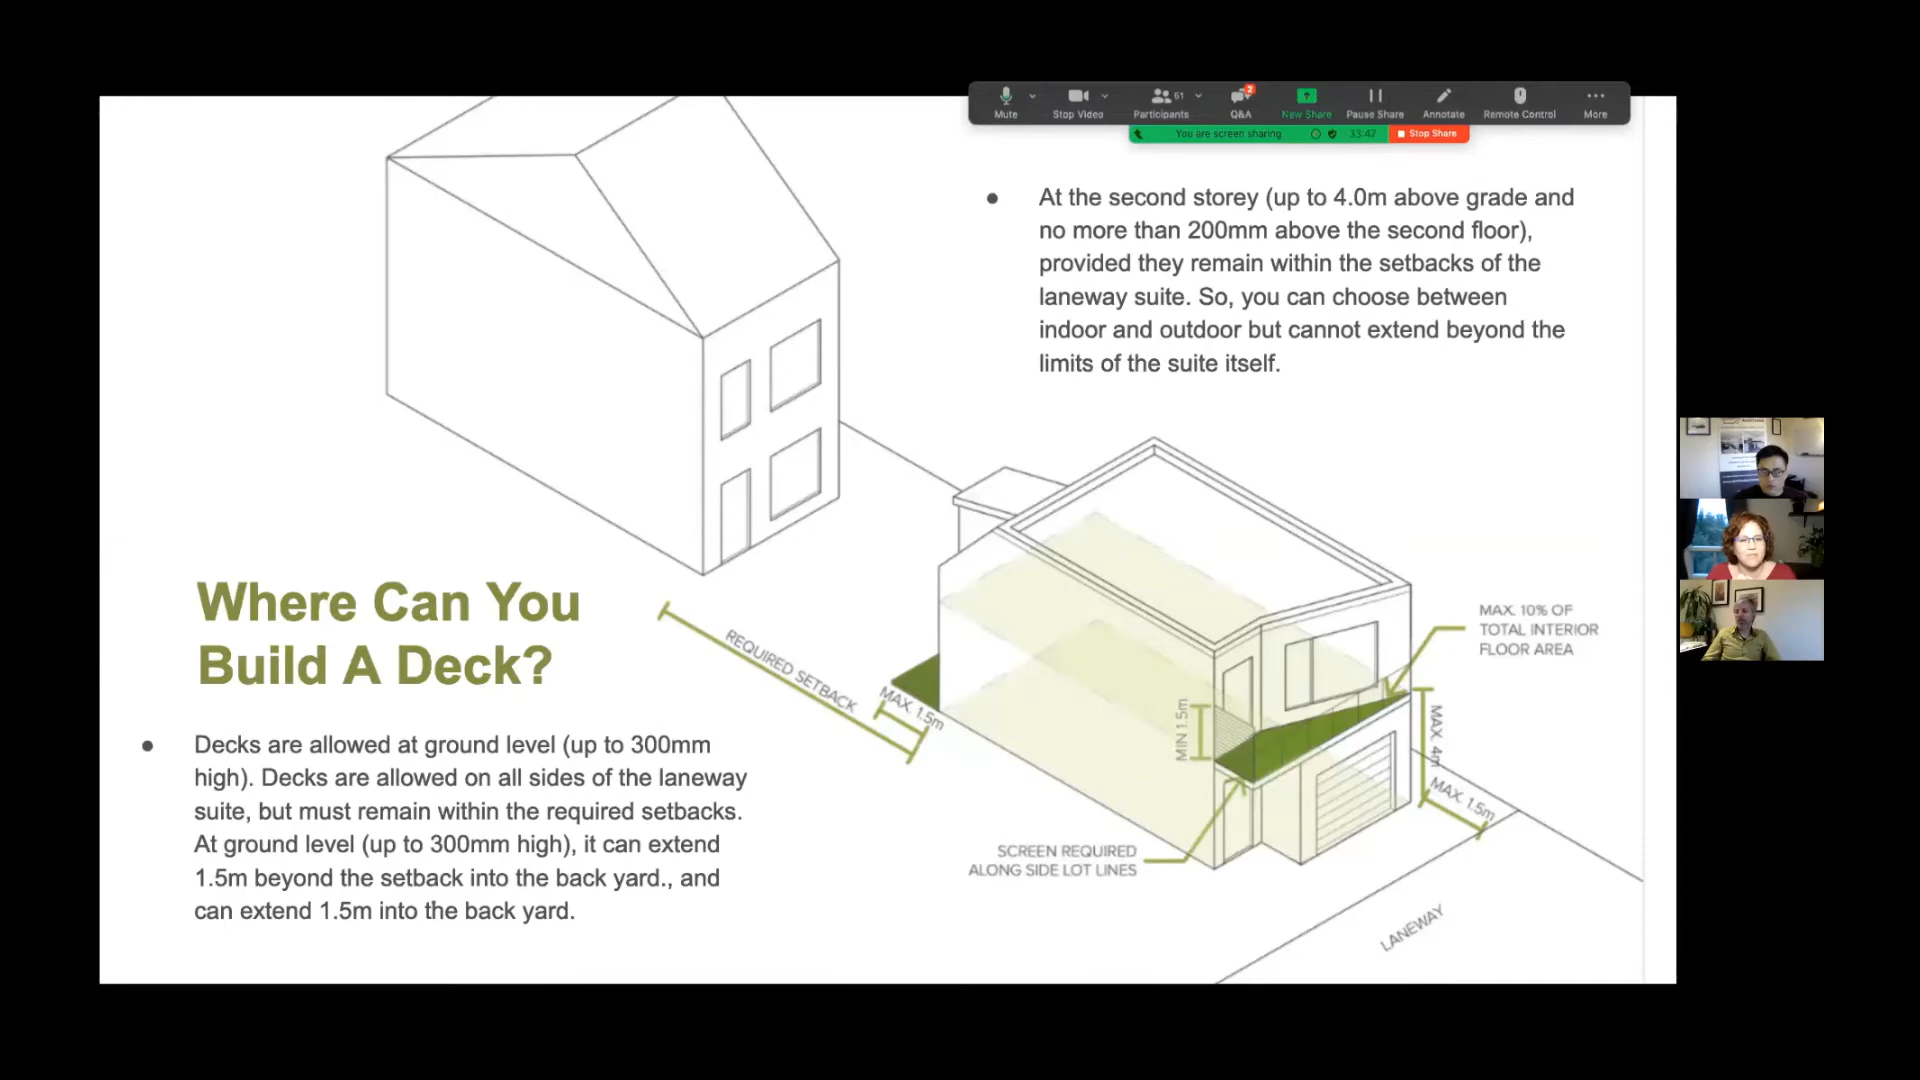 Mute
Stop Video
61
Participants
2
Q&A
New Share
Pause Share
Annotate
Remote Control
More
You are screen sharing
33:47
Stop Share
● At the second storey (up to 4.0m above grade and
no more than 200mm above the second floor),
provided they remain within the setbacks of the
laneway suite. So, you can choose between
indoor and outdoor but cannot extend beyond the
limits of the suite itself.
Where Can You
Build A Deck?
● Decks are allowed at ground level (up to 300mm
high). Decks are allowed on all sides of the laneway
suite, but must remain within the required setbacks.
At ground level (up to 300mm high), it can extend
1.5m beyond the setback into the back yard., and
can extend 1.5m into the back yard.
REQUIRED SETBACK
MAX. 1.5m
MIN 1.5m
MAX. 10% OF
TOTAL INTERIOR
FLOOR AREA
MAX. 4m
MAX. 1.5m
SCREEN REQUIRED
ALONG SIDE LOT LINES
LANEWAY